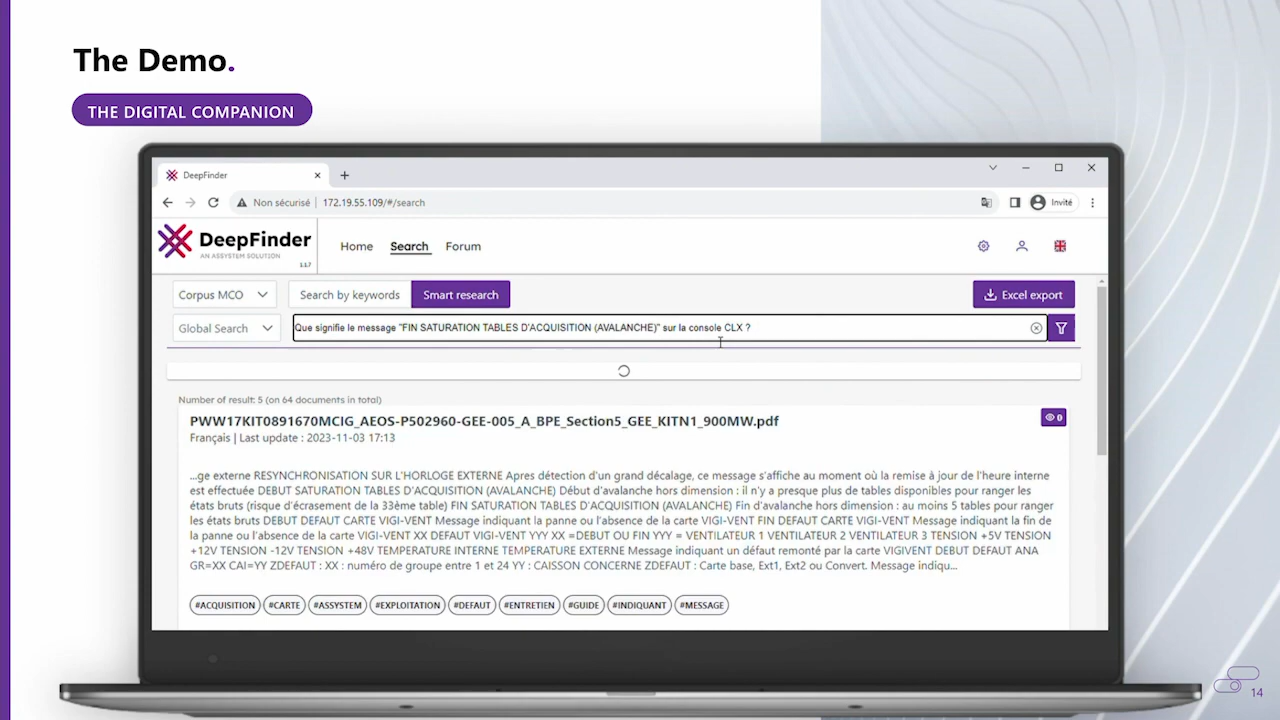 The Demo.
THE DIGITAL COMPANION
DeepFinder
Non sécurisé | 172.19.55.109/#/search
Invité
DeepFinder
AN ASSYSTEM SOLUTION
1.1.7
Home Search Forum
Corpus MCO
Search by keywords
Smart research
Excel export
Global Search
Que signifie le message "FIN SATURATION TABLES D'ACQUISITION (AVALANCHE)" sur la console CLX ?
Number of result: 5 (on 64 documents in total)
PWW17KIT0891670MCIG_AEOS-P502960-GEE-005_A_BPE_Section5_GEE_KITN1_900MW.pdf
0
Français | Last update : 2023-11-03 17:13
...ge externe RESYNCHRONISATION SUR L'HORLOGE EXTERNE Apres détection d'un grand décalage, ce message s'affiche au moment où la remise à jour de l'heure interne
est effectuée DEBUT SATURATION TABLES D'ACQUISITION (AVALANCHE) Début d'avalanche hors dimension : il n'y a presque plus de tables disponibles pour ranger les
états bruts (risque d'écrasement de la 33ème table) FIN SATURATION TABLES D'ACQUISITION (AVALANCHE) Fin d'avalanche hors dimension : au moins 5 tables pour ranger
les états bruts DEBUT DEFAUT CARTE VIGI-VENT Message indiquant la panne ou l'absence de la carte VIGI-VENT FIN DEFAUT CARTE VIGI-VENT Message indiquant la fin de
la panne ou l'absence de la carte VIGI-VENT XX DEFAUT VIGI-VENT YYY XX =DEBUT OU FIN YYY = VENTILATEUR 1 VENTILATEUR 2 VENTILATEUR 3 TENSION +5V TENSION
+12V TENSION -12V TENSION +48V TEMPERATURE INTERNE TEMPERATURE EXTERNE Message indiquant un défaut remonté par la carte VIGIVENT DEBUT DEFAUT ANA
GR=XX CAI=YY ZDEFAUT : XX : numéro de groupe entre 1 et 24 YY : CAISSON CONCERNE ZDEFAUT : Carte base, Ext1, Ext2 ou Convert. Message indiqu...
#ACQUISITION #CARTE #ASSYSTEM #EXPLOITATION #DEFAUT #ENTRETIEN #GUIDE #INDIQUANT #MESSAGE
14